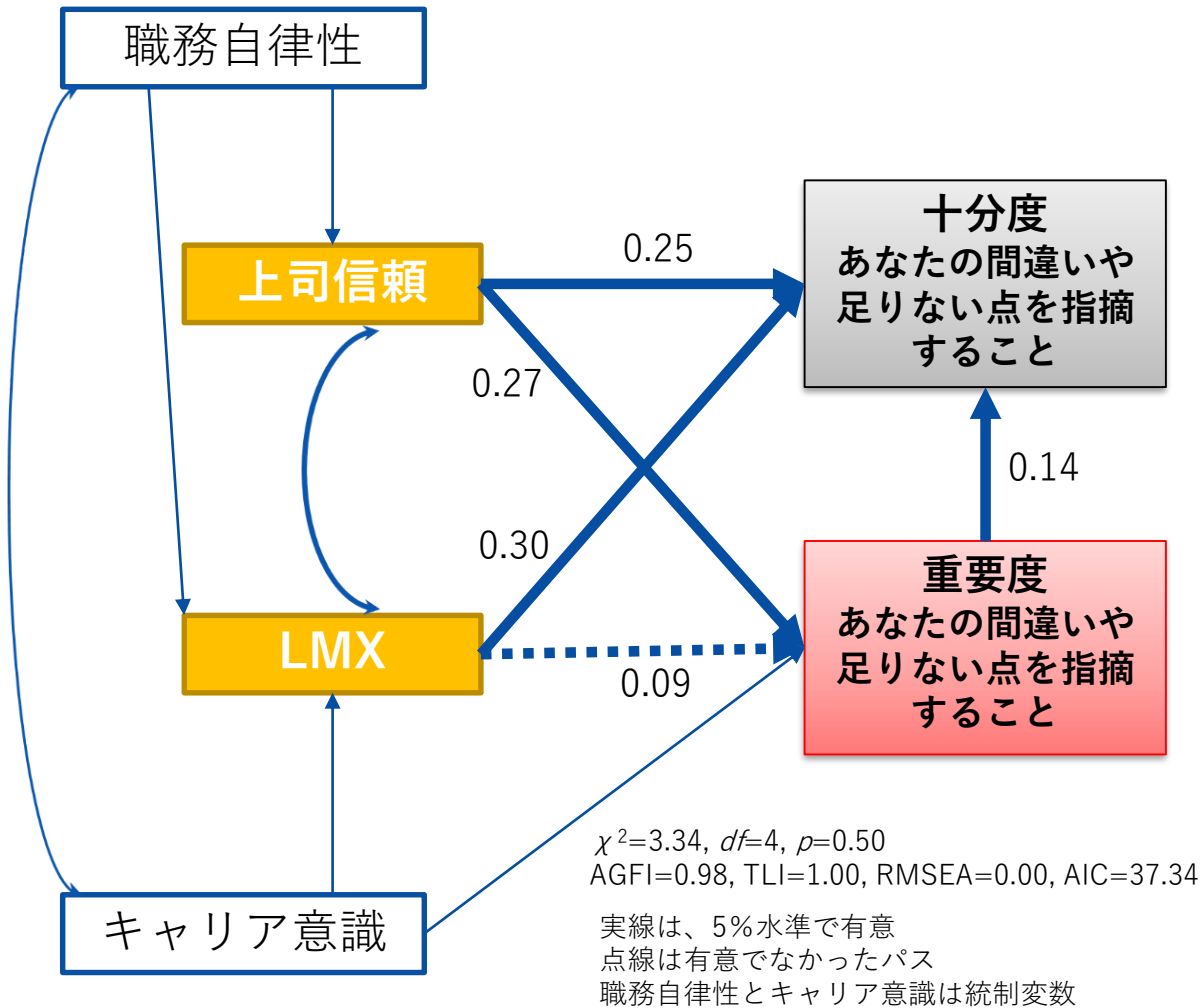 職務自律性
上司信頼
0.25
十分度
あなたの間違いや
足りない点を指摘
すること
0.27
0.14
0.30
LMX
0.09
重要度
あなたの間違いや
足りない点を指摘
すること
χ²=3.34, df=4, p=0.50
AGFI=0.98, TLI=1.00, RMSEA=0.00, AIC=37.34
キャリア意識
実線は、5%水準で有意
点線は有意でなかったパス
職務自律性とキャリア意識は統制変数